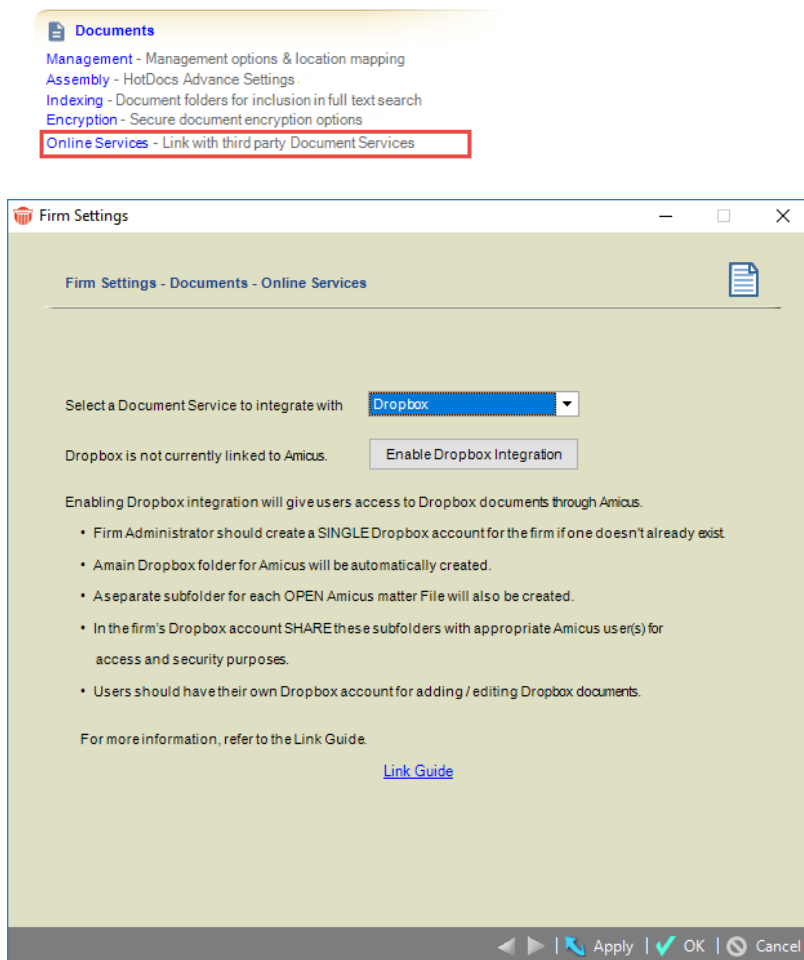 Documents
Management - Management options & location mapping
Assembly - HotDocs Advance Settings
Indexing - Document folders for inclusion in full text search
Encryption - Secure document encryption options
Online Services - Link with third party Document Services
Firm Settings
Firm Settings - Documents - Online Services
Select a Document Service to integrate with Dropbox
Dropbox is not currently linked to Amicus. Enable Dropbox Integration
Enabling Dropbox integration will give users access to Dropbox documents through Amicus.
• Firm Administrator should create a SINGLE Dropbox account for the firm if one doesn't already exist.
• A main Dropbox folder for Amicus will be automatically created.
• A separate subfolder for each OPEN Amicus matter File will also be created.
• In the firm's Dropbox account SHARE these subfolders with appropriate Amicus user(s) for
access and security purposes.
• Users should have their own Dropbox account for adding / editing Dropbox documents.
For more information, refer to the Link Guide.
Link Guide
Apply | OK | Cancel